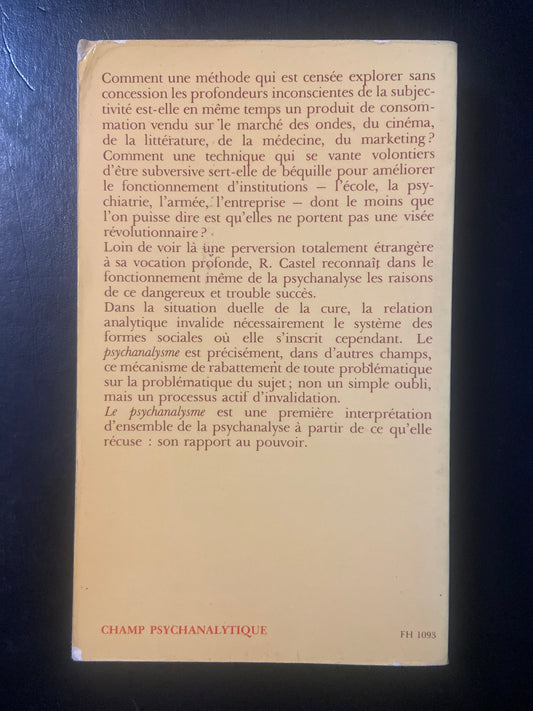 Comment une méthode qui est censée explorer sans
concession les profondeurs inconscientes de la subjec-
tivité est-elle en même temps un produit de consom-
mation vendu sur le marché des ondes, du cinéma,
de la littérature, de la médecine, du marketing ?
Comment une technique qui se vante volontiers
d'être subversive sert-elle de béquille pour améliorer
le fonctionnement d'institutions — l'école, la psy-
chiatrie, l'armée, l'entreprise — dont le moins que
l'on puisse dire est qu'elles ne portent pas une visée
révolutionnaire ?
Loin de voir là une perversion totalement étrangère
à sa vocation profonde, R. Castel reconnaît dans le
fonctionnement même de la psychanalyse les raisons
de ce dangereux et trouble succès.
Dans la situation duelle de la cure, la relation
analytique invalide nécessairement le système des
formes sociales où elle s'inscrit cependant. Le
psychanalysme est précisément, dans d'autres champs,
ce mécanisme de rabattement de toute problématique
sur la problématique du sujet ; non un simple oubli,
mais un processus actif d'invalidation.
Le psychanalysme est une première interprétation
d'ensemble de la psychanalyse à partir de ce qu'elle
récuse : son rapport au pouvoir.
CHAMP PSYCHANALYTIQUE
FH 1093